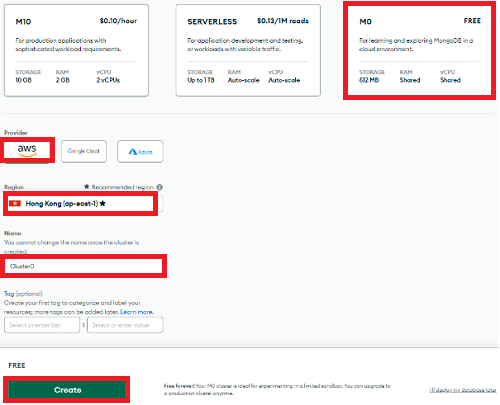 M10 $0.10/hour
For production applications with
sophisticated workload requirements.
STORAGE RAM vCPU
10 GB 2 GB 2 vCPUs
SERVERLESS $0.13/1M reads
For application development and testing,
or workloads with variable traffic.
STORAGE RAM vCPU
Up to 1 TB Auto-scale Auto-scale
M0 FREE
For learning and exploring MongoDB in a
cloud environment.
STORAGE RAM vCPU
512 MB Shared Shared
Provider
aws Google Cloud Azure
Region ★ Recommended region
Hong Kong (ap-east-1) ★
Name
You cannot change the name once the cluster is
created.
Cluster0
Tag (optional)
Create your first tag to categorize and label your
resources; more tags can be added later. Learn more.
Select or enter key : Select or enter value
FREE
Create
Free forever! Your M0 cluster is ideal for experimenting in a limited sandbox. You can upgrade to
a production cluster anytime.
I'll deploy my database later